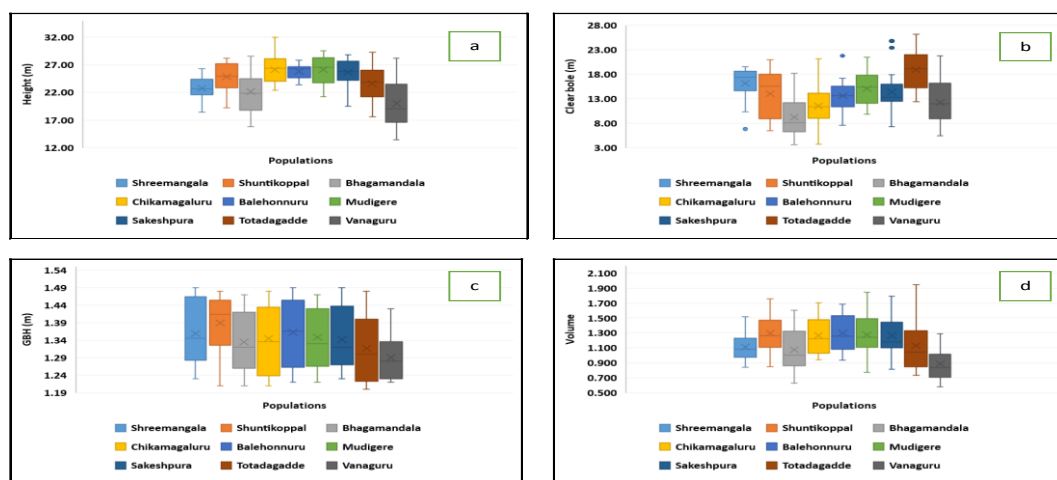 a
32.00
27.00
22.00
17.00
12.00
Height (m)
Populations
Shreemangala Shuntikoppal Bhagamandala
Chikamagaluru Balehonnuru Mudigere
Sakeshpura Totadagadde Vanaguru
b
28.00
23.00
18.00
13.00
8.00
3.00
Clear bole (m)
Populations
Shreemangala Shuntikoppal Bhagamandala
Chikamagaluru Balehonnuru Mudigere
Sakeshpura Totadagadde Vanaguru
c
1.54
1.49
1.44
1.39
1.34
1.29
1.24
1.19
GBH (m)
Populations
Shreemangala Shuntikoppal Bhagamandala
Chikamagaluru Balehonnuru Mudigere
Sakeshpura Totadagadde Vanaguru
d
2.100
1.900
1.700
1.500
1.300
1.100
0.900
0.700
0.500
Volume
Populations
Shreemangala Shuntikoppal Bhagamandala
Chikamagaluru Balehonnuru Mudigere
Sakeshpura Totadagadde Vanaguru